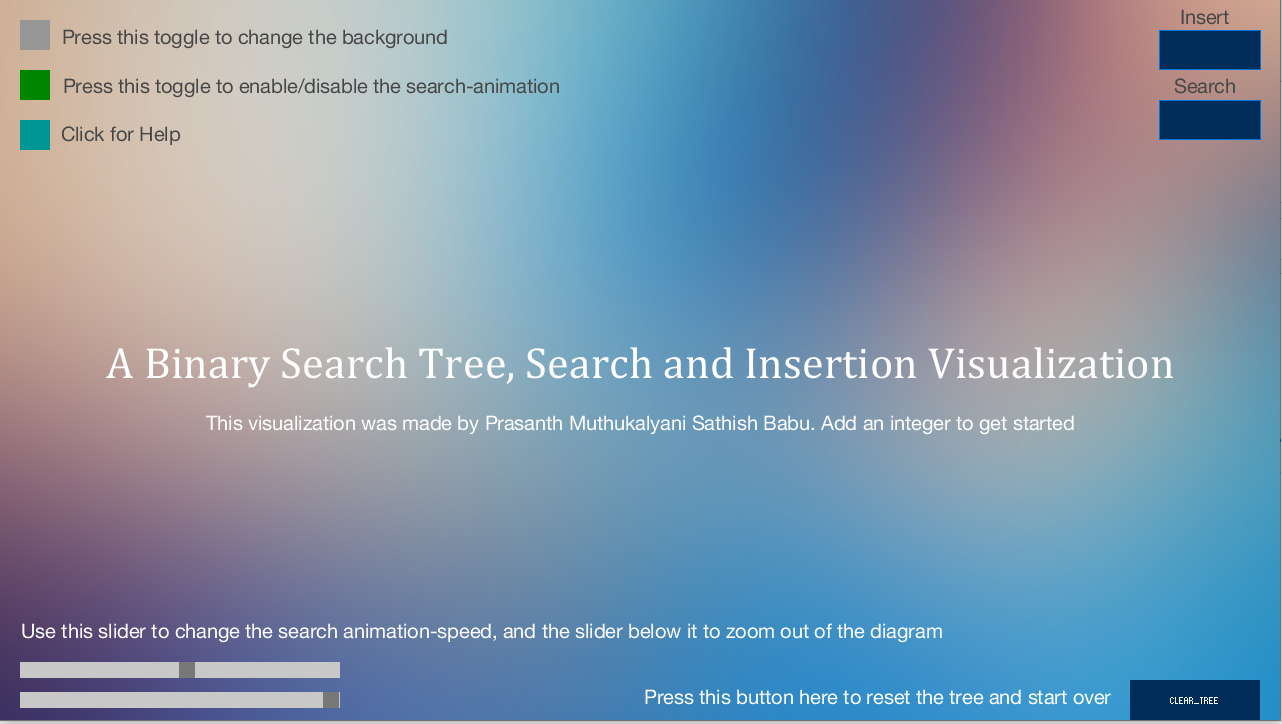 Press this toggle to change the background
Insert
Press this toggle to enable/disable the search-animation
Search
Click for Help
A Binary Search Tree, Search and Insertion Visualization
This visualization was made by Prasanth Muthukalyani Sathish Babu. Add an integer to get started
Use this slider to change the search animation-speed, and the slider below it to zoom out of the diagram
Press this button here to reset the tree and start over
CLEAR_TREE